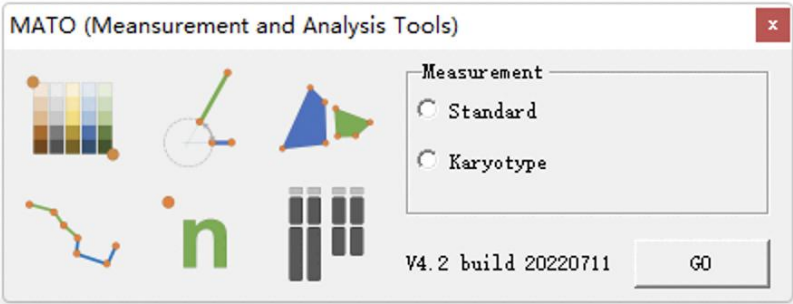 MATO (Meansurement and Analysis Tools)
x
Measurement
Standard
Karyotype
n
V4.2 build 20220711
GO